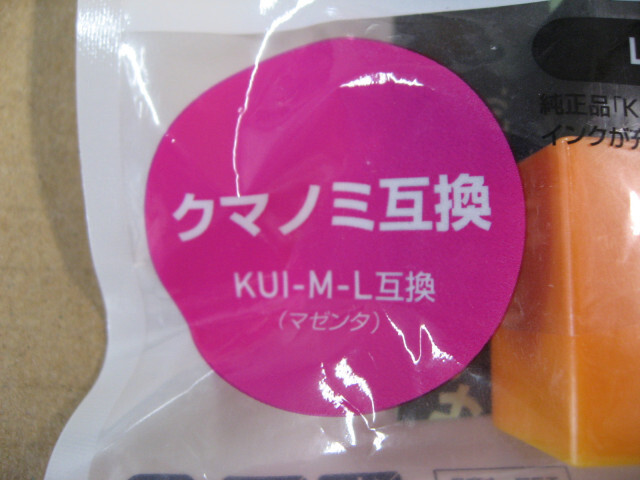 L
純正品「K
インクが
クマノミ互換
KUI-M-L互換
(マゼンタ)